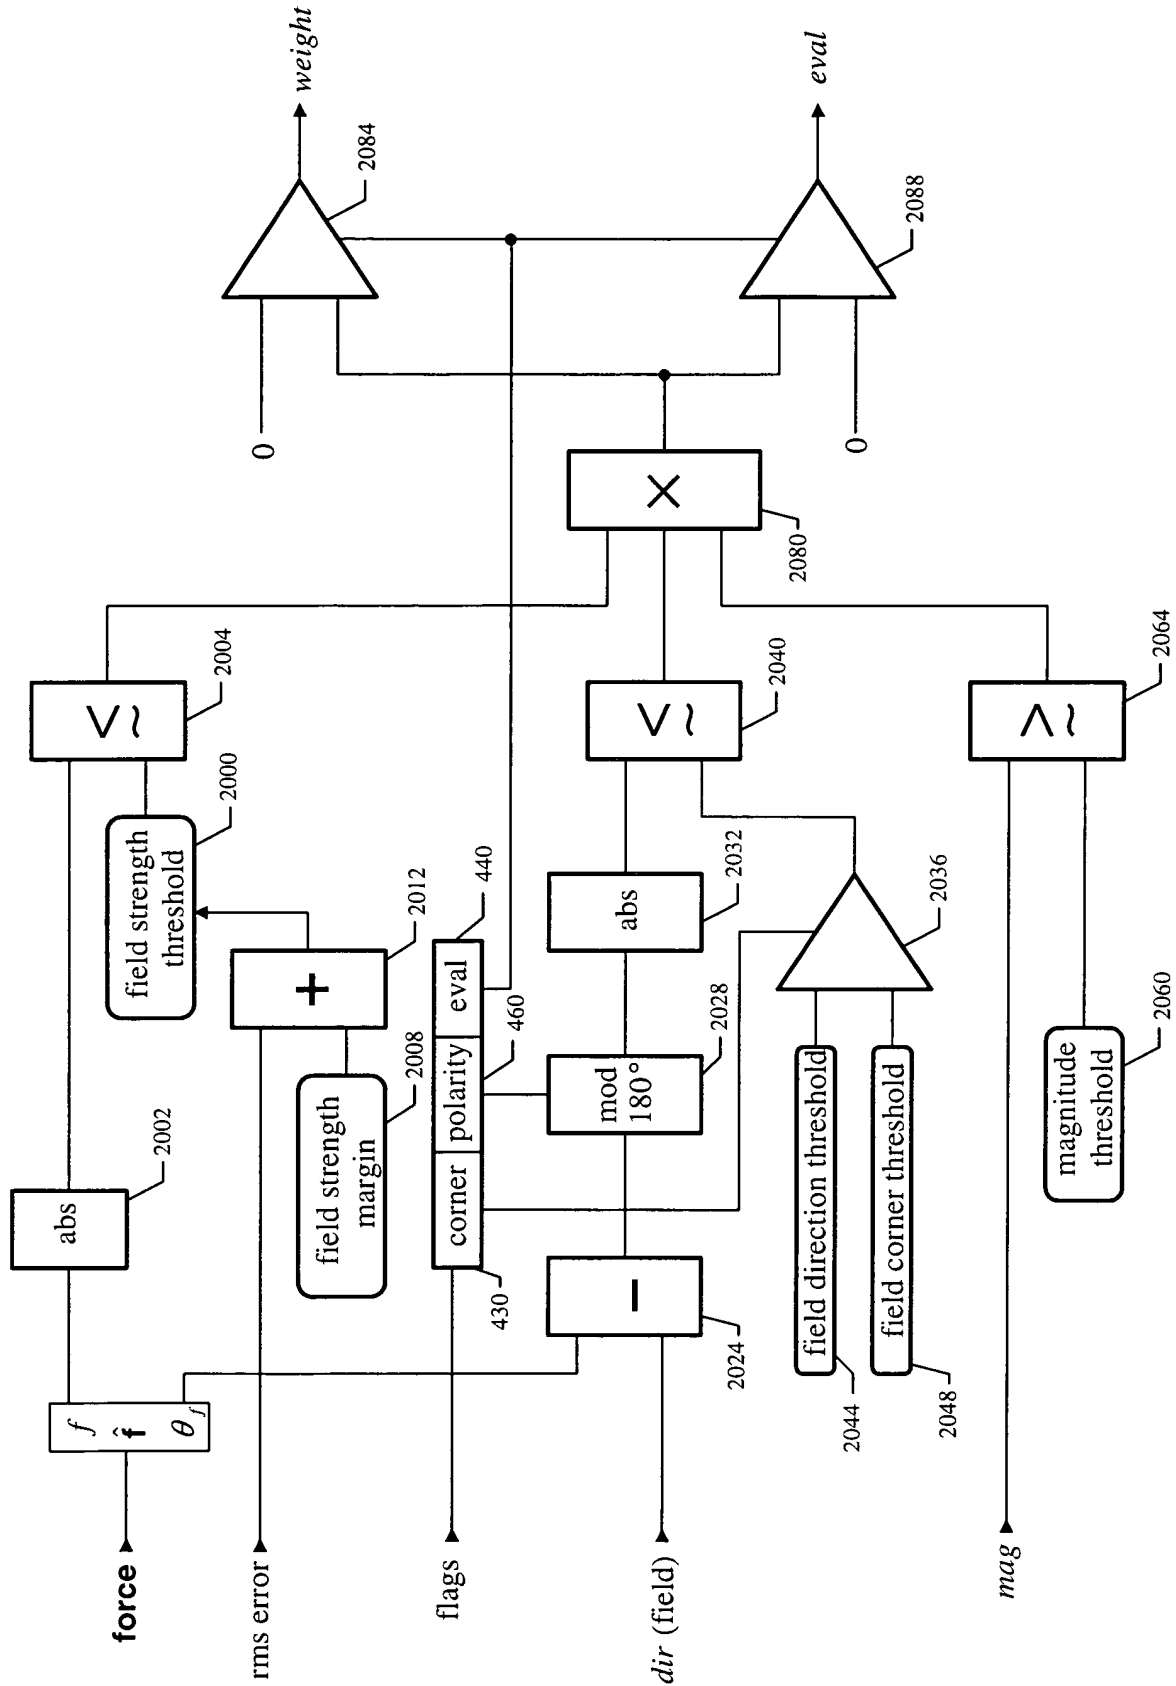 force
f
f̂
θf
abs
2002
≲
2004
field strength
threshold
2000
rms error
+
2012
field strength
margin
2008
flags
corner
polarity
eval
430
460
440
dir (field)
−
2024
mod
180°
2028
abs
2032
≲
2040
field direction threshold
2044
field corner threshold
2048
2036
mag
magnitude
threshold
2060
≳
2064
×
2080
0
2084
weight
0
2088
eval